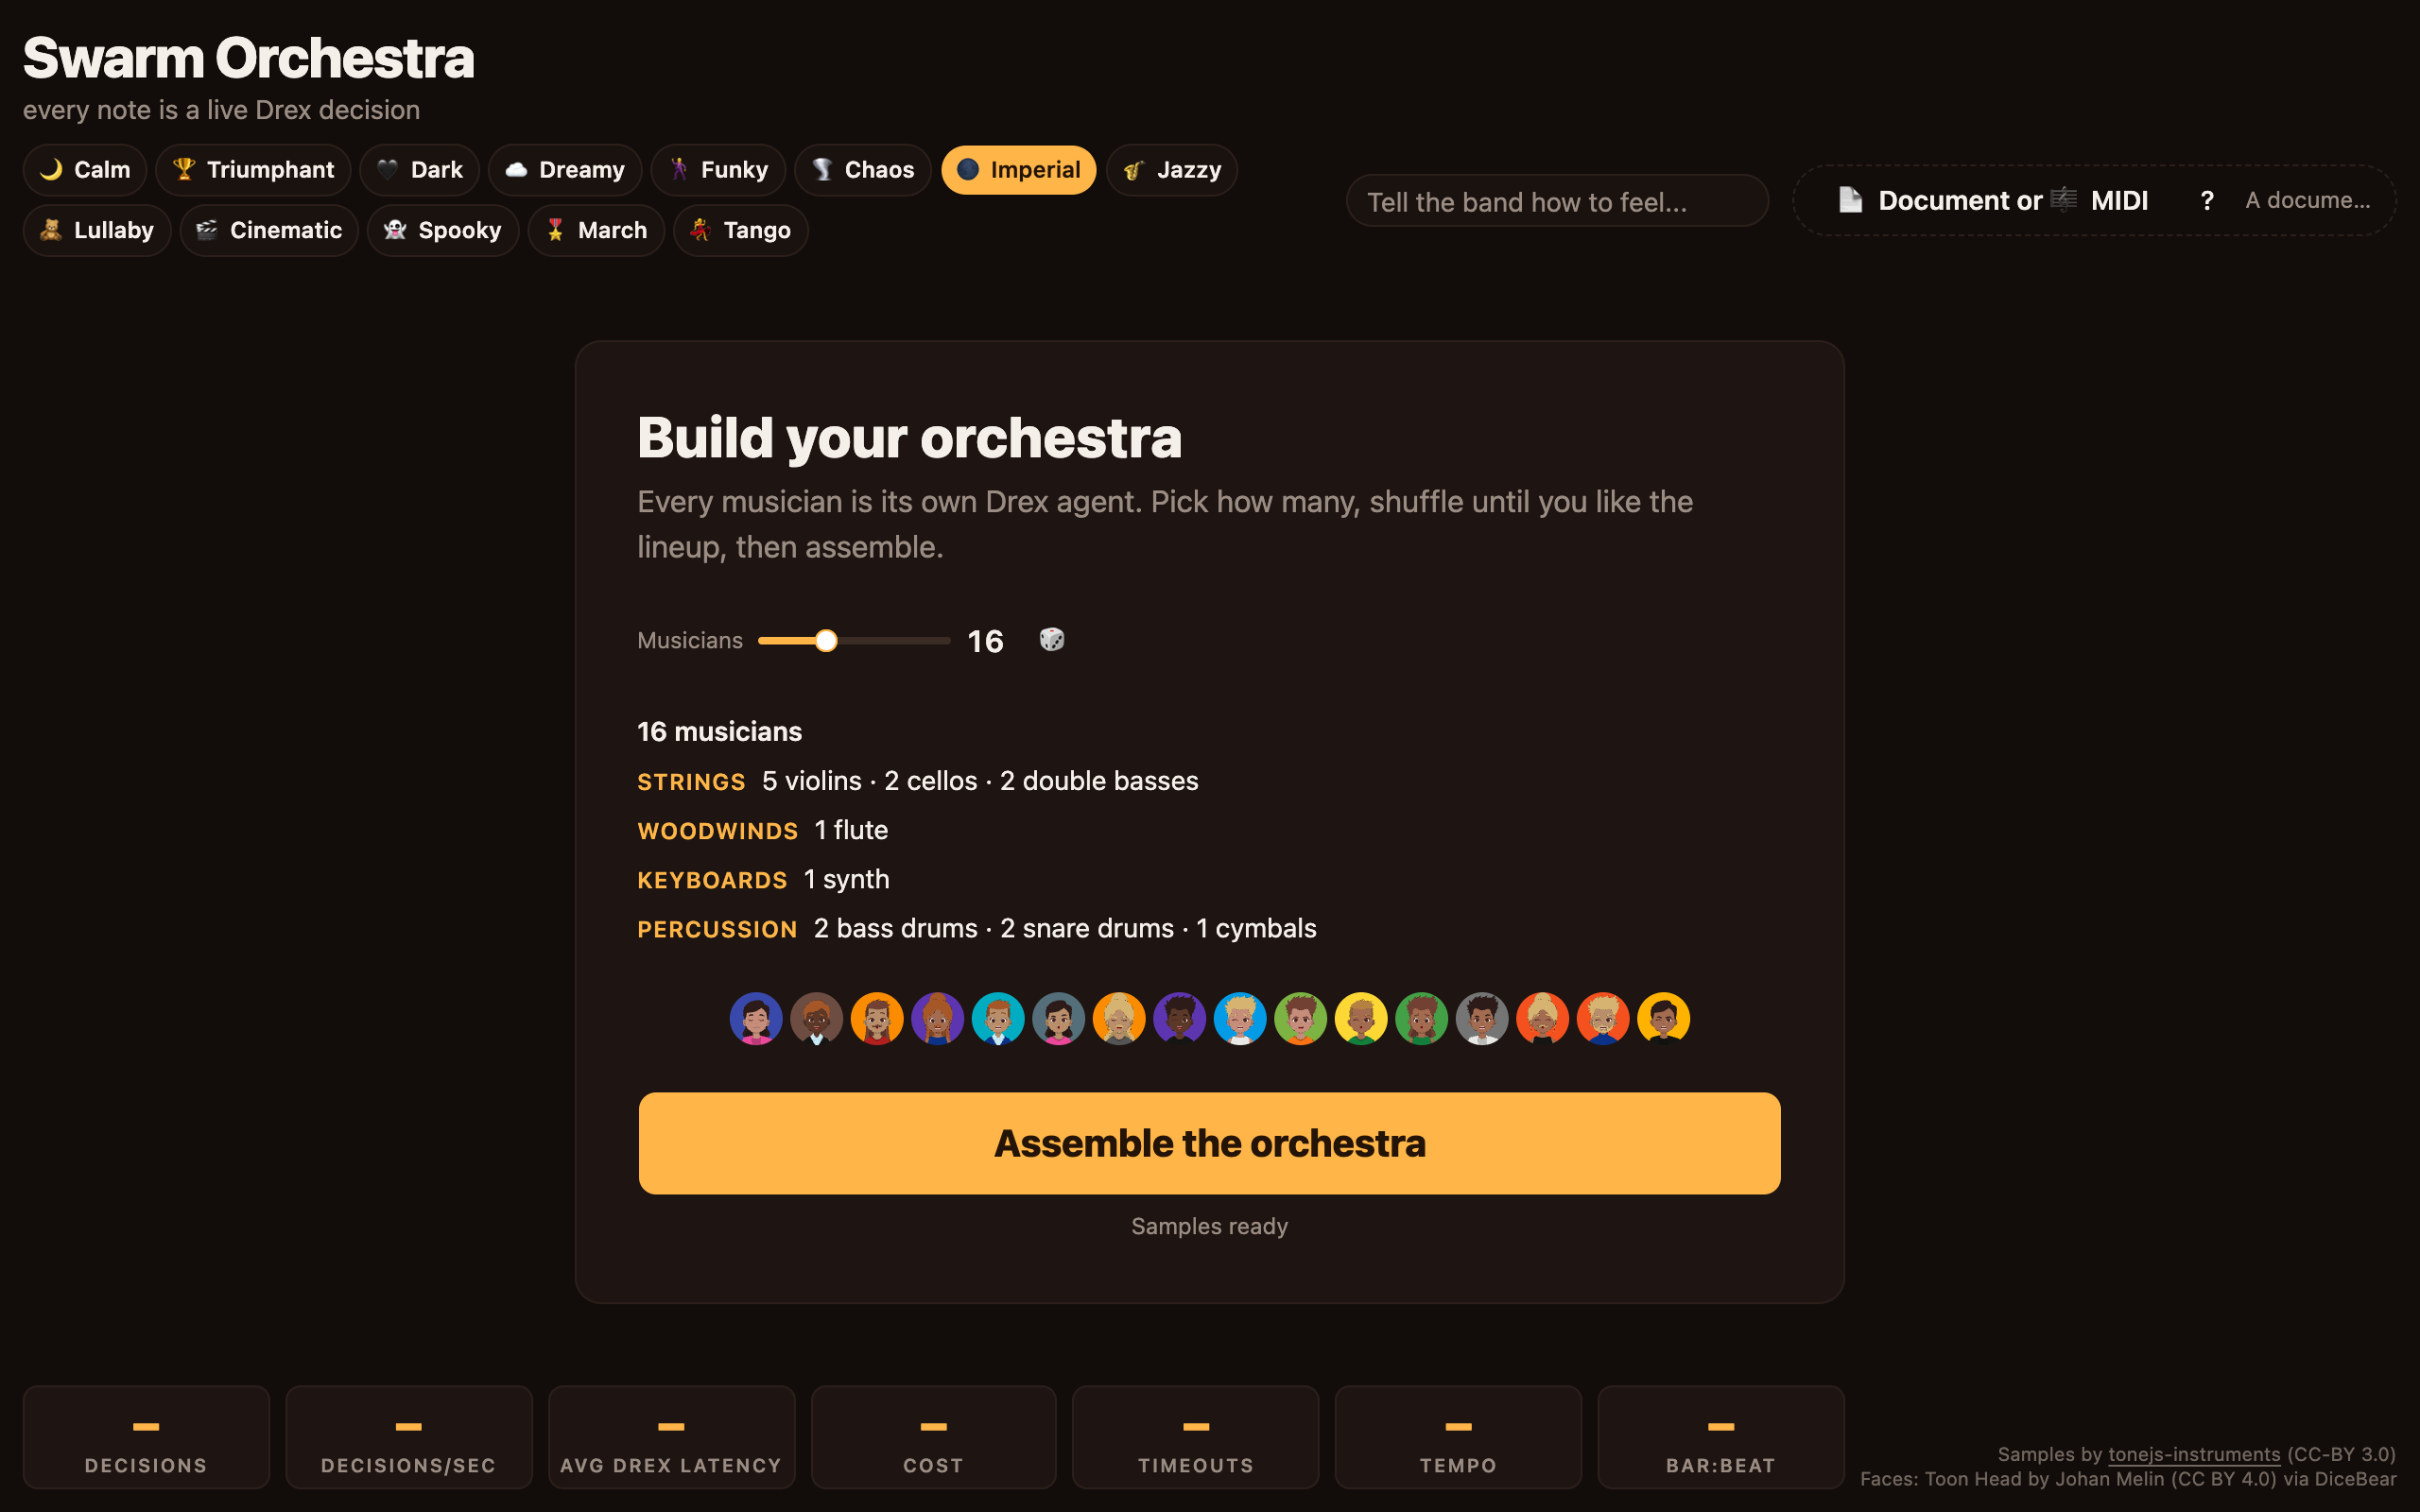 Swarm Orchestra
every note is a live Drex decision
Calm Triumphant Dark Dreamy Funky Chaos Imperial Jazzy
Lullaby Cinematic Spooky March Tango
Tell the band how to feel...
Document or MIDI ? A docume...
Build your orchestra
Every musician is its own Drex agent. Pick how many, shuffle until you like the
lineup, then assemble.
Musicians 16
16 musicians
STRINGS 5 violins · 2 cellos · 2 double basses
WOODWINDS 1 flute
KEYBOARDS 1 synth
PERCUSSION 2 bass drums · 2 snare drums · 1 cymbals
Assemble the orchestra
Samples ready
– – – – – – –
DECISIONS DECISIONS/SEC AVG DREX LATENCY COST TIMEOUTS TEMPO BAR:BEAT
Samples by tonejs-instruments (CC-BY 3.0)
Faces: Toon Head by Johan Melin (CC BY 4.0) via DiceBear